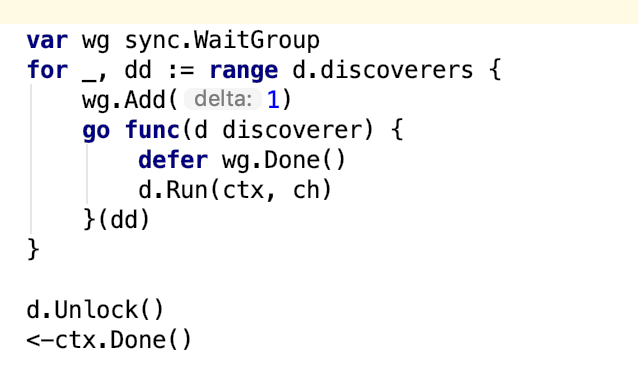 var wg sync.WaitGroup
for _, dd := range d.discoverers {
wg.Add( delta: 1)
go func(d discoverer) {
defer wg.Done()
d.Run(ctx, ch)
}(dd)
}
d.Unlock()
<-ctx.Done()